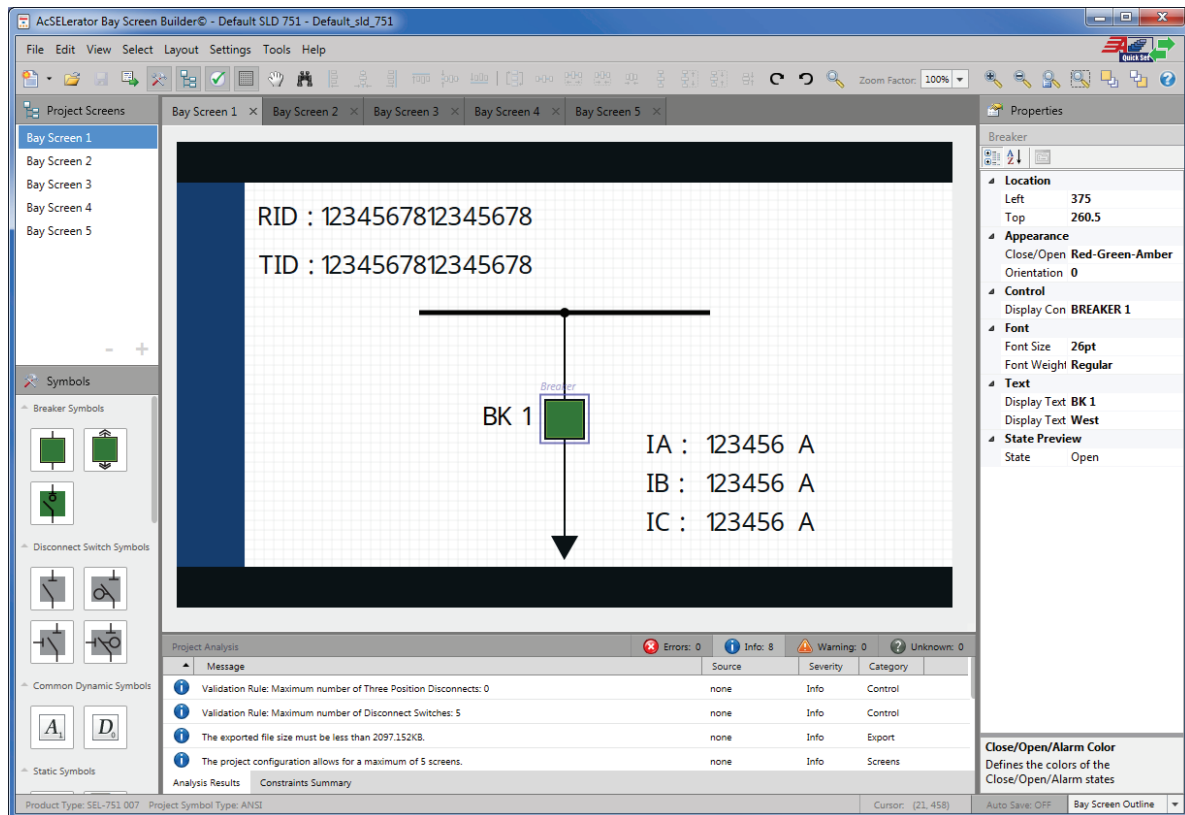 AcSELerator Bay Screen Builder© - Default SLD 751 - Default_sld_751
File Edit View Select Layout Settings Tools Help
Quick Set
Zoom Factor: 100%
Project Screens
Bay Screen 1
Bay Screen 2
Bay Screen 3
Bay Screen 4
Bay Screen 5
Symbols
Breaker Symbols
Disconnect Switch Symbols
Common Dynamic Symbols
A1 D0
Static Symbols
Bay Screen 1 × Bay Screen 2 × Bay Screen 3 × Bay Screen 4 × Bay Screen 5 ×
RID : 1234567812345678
TID : 1234567812345678
Breaker
BK 1
IA : 123456 A
IB : 123456 A
IC : 123456 A
Project Analysis Errors: 0 Info: 8 Warning: 0 Unknown: 0
Message Source Severity Category
Validation Rule: Maximum number of Three Position Disconnects: 0 none Info Control
Validation Rule: Maximum number of Disconnect Switches: 5 none Info Control
The exported file size must be less than 2097.152KB. none Info Export
The project configuration allows for a maximum of 5 screens. none Info Screens
Analysis Results Constraints Summary
Properties
Breaker
Location
Left 375
Top 260.5
Appearance
Close/Open Red-Green-Amber
Orientation 0
Control
Display Con BREAKER 1
Font
Font Size 26pt
Font Weight Regular
Text
Display Text BK 1
Display Text West
State Preview
State Open
Close/Open/Alarm Color
Defines the colors of the
Close/Open/Alarm states
Product Type: SEL-751 007 Project Symbol Type: ANSI Cursor: (21, 458) Auto Save: OFF Bay Screen Outline